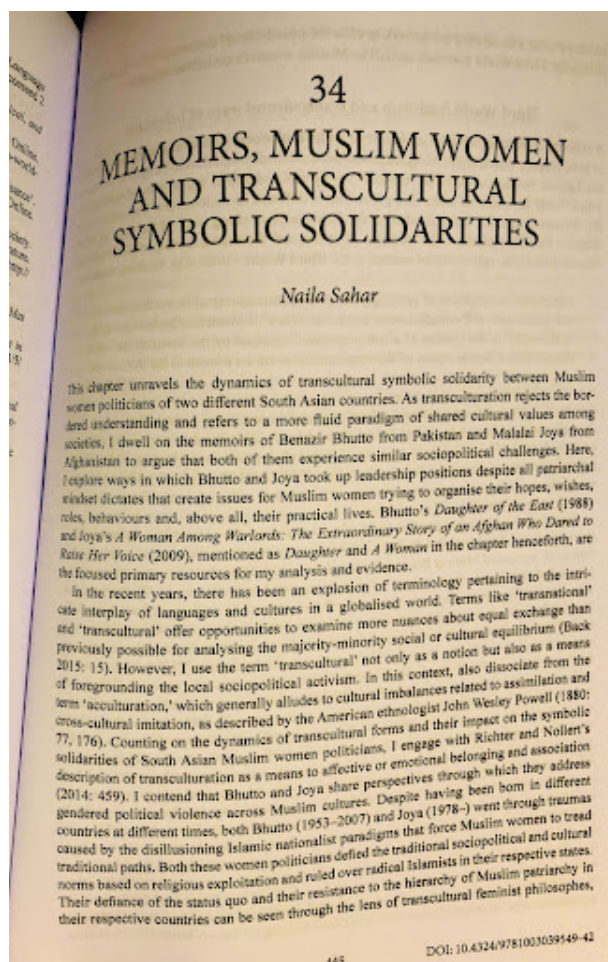 34
MEMOIRS, MUSLIM WOMEN
AND TRANSCULTURAL
SYMBOLIC SOLIDARITIES
Naila Sahar
This chapter unravels the dynamics of transcultural symbolic solidarity between Muslim
women politicians of two different South Asian countries. As transculturation rejects the bor-
dered understanding and refers to a more fluid paradigm of shared cultural values among
societies, I dwell on the memoirs of Benazir Bhutto from Pakistan and Malalai Joya from
Afghanistan to argue that both of them experience similar sociopolitical challenges. Here,
I explore ways in which Bhutto and Joya took up leadership positions despite all patriarchal
mindset dictates that create issues for Muslim women trying to organise their hopes, wishes,
roles, behaviours and, above all, their practical lives. Bhutto's Daughter of the East (1988)
and Joya's A Woman Among Warlords: The Extraordinary Story of an Afghan Who Dared to
Raise Her Voice (2009), mentioned as Daughter and A Woman in the chapter henceforth, are
the focused primary resources for my analysis and evidence.
In the recent years, there has been an explosion of terminology pertaining to the intri-
cate interplay of languages and cultures in a globalised world. Terms like 'transnational'
and 'transcultural' offer opportunities to examine more nuances about equal exchange than
previously possible for analysing the majority-minority social or cultural equilibrium (Back
2015: 15). However, I use the term 'transcultural' not only as a notion but also as a means
of foregrounding the local sociopolitical activism. In this context, also dissociate from the
term 'acculturation,' which generally alludes to cultural imbalances related to assimilation and
cross-cultural imitation, as described by the American ethnologist John Wesley Powell (1880:
77, 176). Counting on the dynamics of transcultural forms and their impact on the symbolic
solidarities of South Asian Muslim women politicians, I engage with Richter and Nollert's
description of transculturation as a means to affective or emotional belonging and association
(2014: 459). I contend that Bhutto and Joya share perspectives through which they address
gendered political violence across Muslim cultures. Despite having been born in different
countries at different times, both Bhutto (1953–2007) and Joya (1978–) went through traumas
caused by the disillusioning Islamic nationalist paradigms that force Muslim women to tread
traditional paths. Both these women politicians defied the traditional sociopolitical and cultural
norms based on religious exploitation and ruled over radical Islamists in their respective states.
Their defiance of the status quo and their resistance to the hierarchy of Muslim patriarchy in
their respective countries can be seen through the lens of transcultural feminist philosophes,
DOI: 10.4324/9781003039549-42